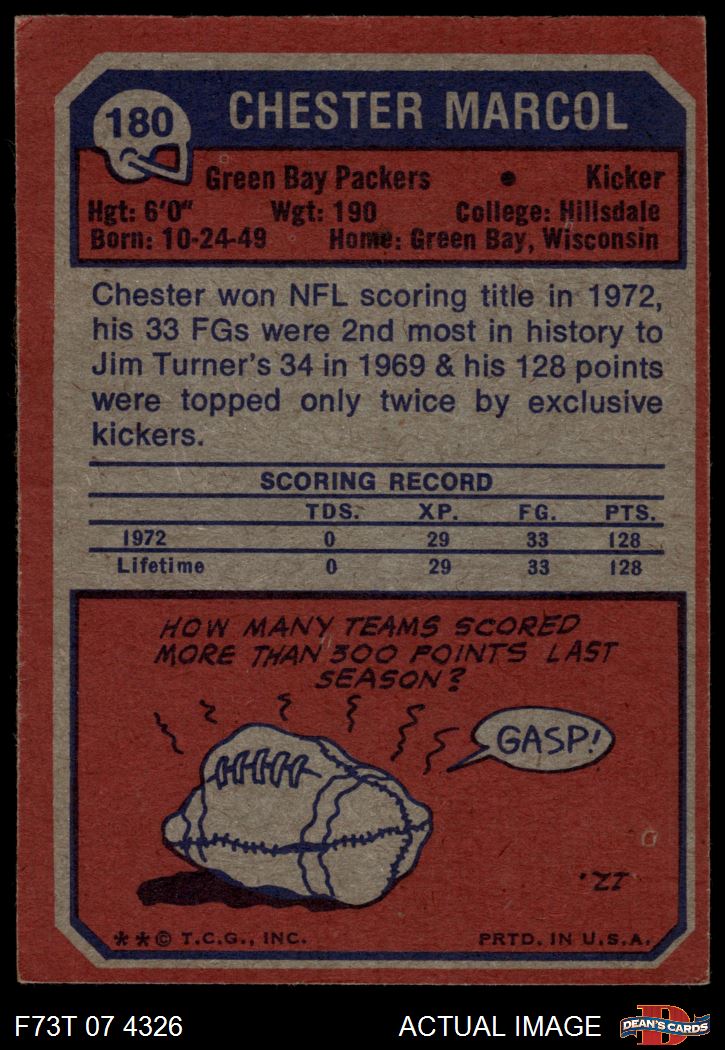 180
CHESTER MARCOL
Green Bay Packers • Kicker
Hgt: 6'0" Wgt: 190 College: Hillsdale
Born: 10-24-49 Home: Green Bay, Wisconsin
Chester won NFL scoring title in 1972,
his 33 FGs were 2nd most in history to
Jim Turner's 34 in 1969 & his 128 points
were topped only twice by exclusive
kickers.
SCORING RECORD
TDS. XP. FG. PTS.
1972 0 29 33 128
Lifetime 0 29 33 128
HOW MANY TEAMS SCORED
MORE THAN 300 POINTS LAST
SEASON?
GASP!
.ZT
* * © T.C.G., INC. PRTD. IN U.S.A.
F73T 07 4326 ACTUAL IMAGE D DEAN'S CARDS